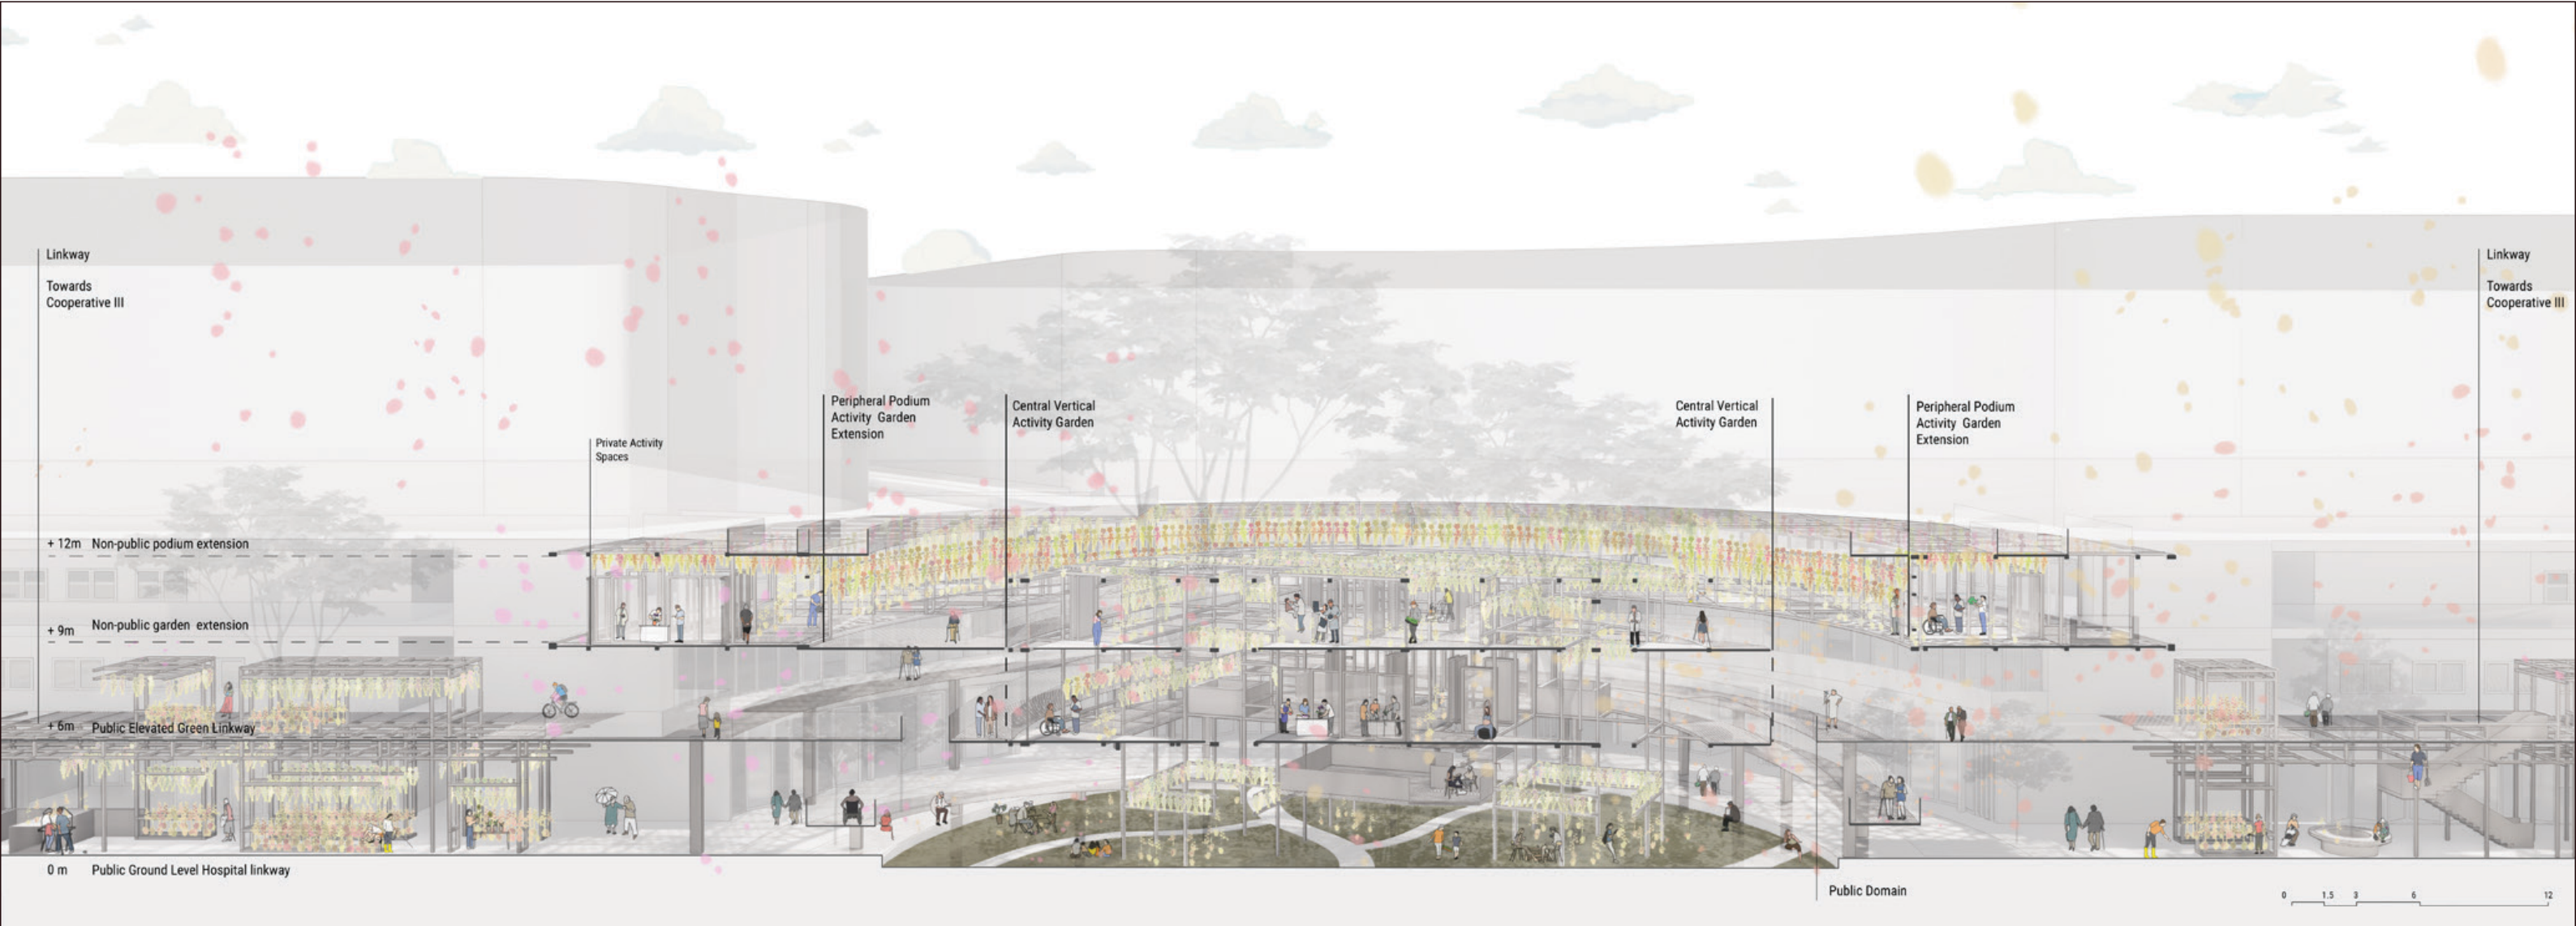 Linkway
Towards
Cooperative III
Linkway
Towards
Cooperative III
Peripheral Podium
Activity Garden
Extension
Central Vertical
Activity Garden
Central Vertical
Activity Garden
Peripheral Podium
Activity Garden
Extension
Private Activity
Spaces
+ 12m Non-public podium extension
+ 9m Non-public garden extension
+ 6m Public Elevated Green Linkway
0 m Public Ground Level Hospital linkway
Public Domain
0 1.5 3 6 12